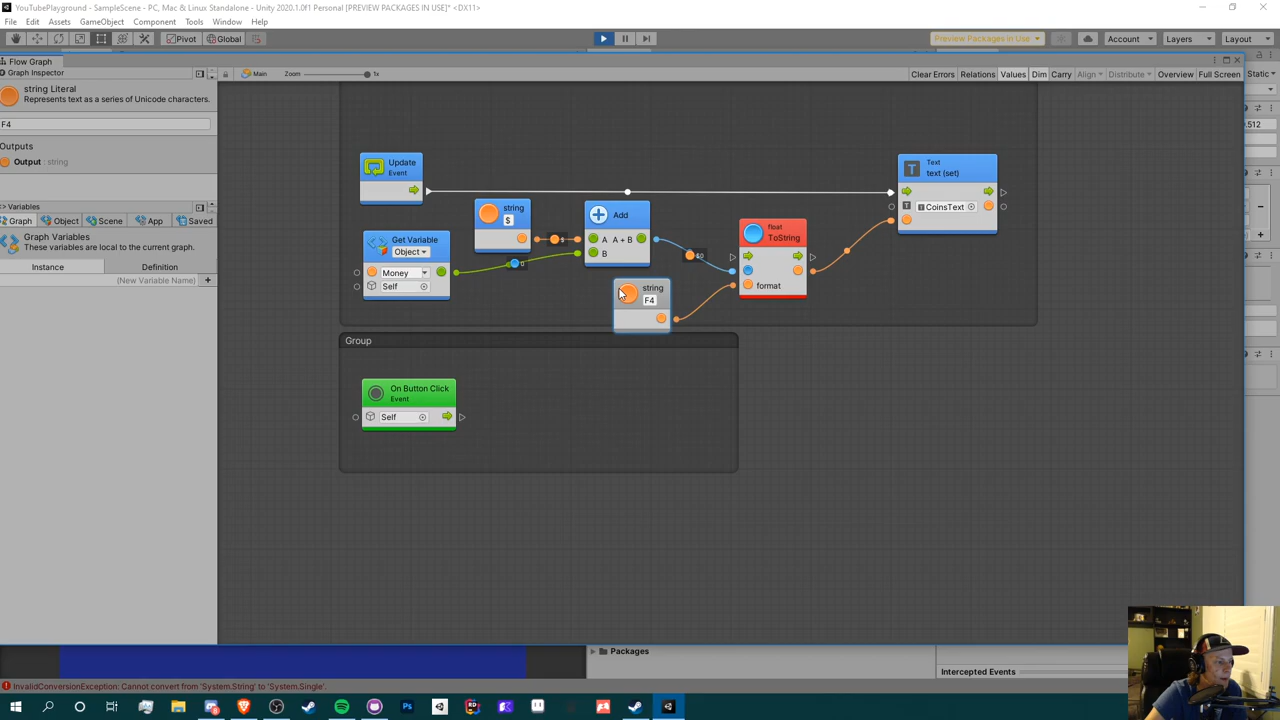 YouTubePlayground - SampleScene - PC, Mac & Linux Standalone - Unity 2020.1.0f1 Personal [PREVIEW PACKAGES IN USE]* <DX11>
File Edit Assets GameObject Component Tools Window Help
Pivot Global Preview Packages in Use Account Layers Layout
Flow Graph
Graph Inspector Main Zoom 1x Clear Errors Relations Values Dim Carry Align Distribute Overview Full Screen Static
string Literal
Represents text as a series of Unicode characters.
F4
0.512
Outputs
Output : string
Variables
Graph Object Scene App Saved
Graph Variables
These variables are local to the current graph.
Instance Definition
(New Variable Name)
Update
Event
string
$
Get Variable
Object
Money
Self
$
0
Add
A A + B
B
$0
string
F4
float
ToString
format
Text
text (set)
CoinsText
Group
On Button Click
Event
Self
Packages
Intercepted Events
InvalidConversionException: Cannot convert from 'System.String' to 'System.Single'.